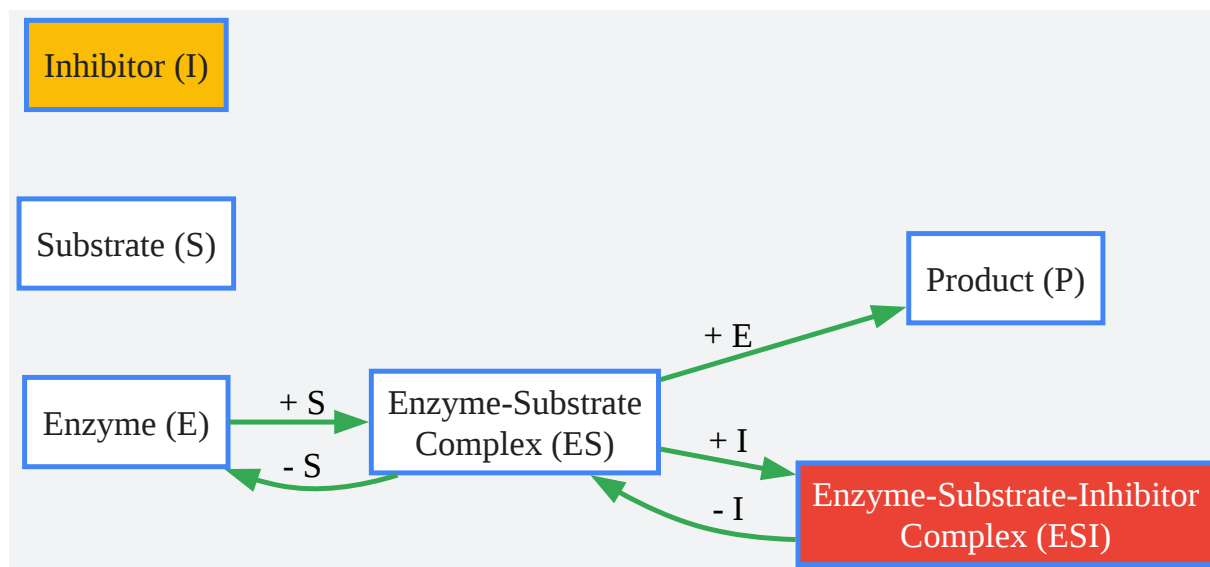 Inhibitor (I)
Substrate (S)
Product (P)
+ E
Enzyme (E)
+ S
- S
Enzyme-Substrate
Complex (ES)
+ I
- I
Enzyme-Substrate-Inhibitor
Complex (ESI)